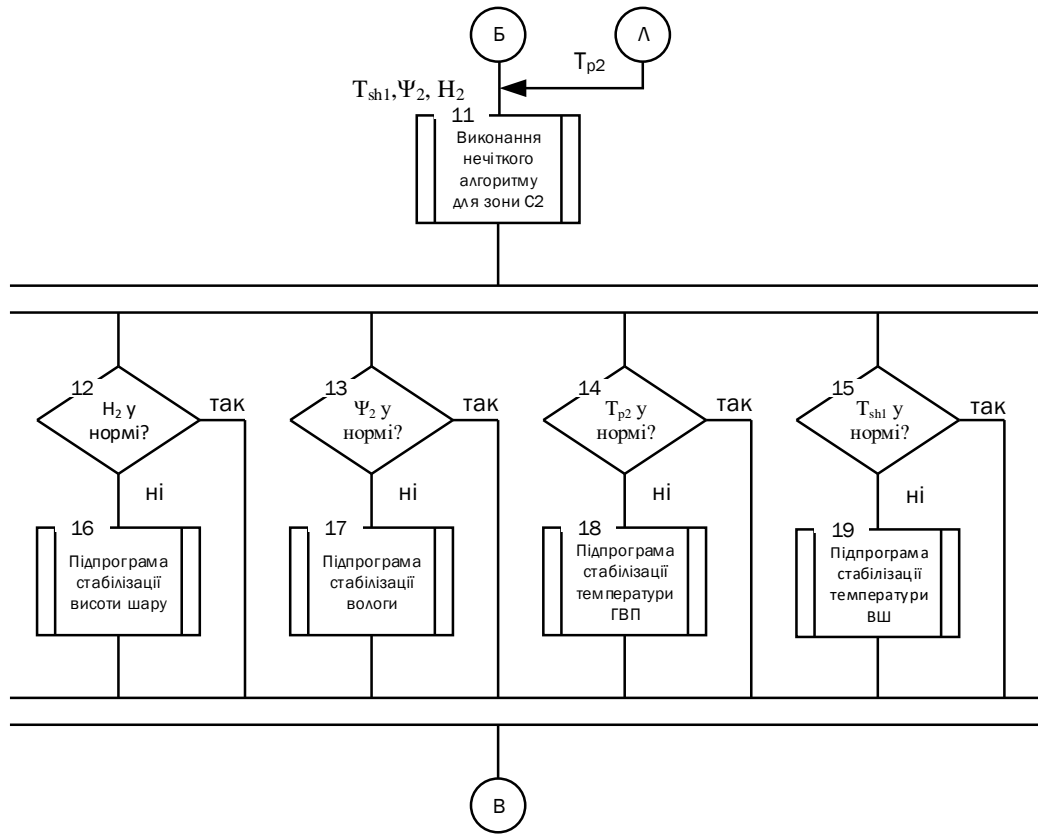 Б
Л
Tp2
Tsh1,Ψ2, H2
11
Виконання
нечіткого
алгоритму
для зони С2
12
H2 у
нормі?
так
ні
13
Ψ2 у
нормі?
так
ні
14
Tp2 у
нормі?
так
ні
15
Tsh1 у
нормі?
так
ні
16
Підпрограма
стабілізації
висоти шару
17
Підпрограма
стабілізації
вологи
18
Підпрограма
стабілізації
температури
ГВП
19
Підпрограма
стабілізації
температури
ВШ
В